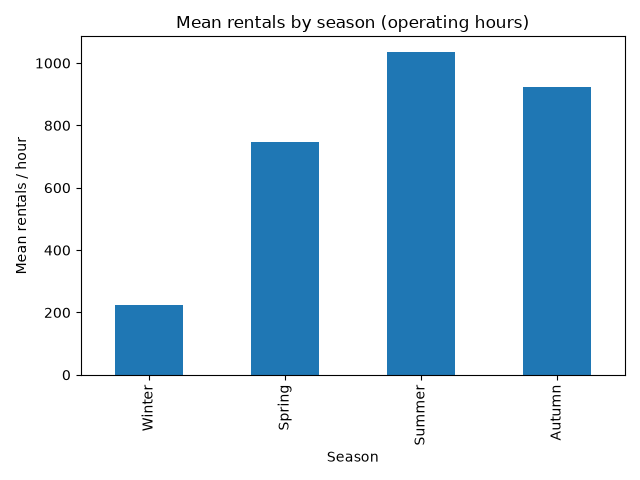 Mean rentals by season (operating hours)
Mean rentals / hour
1000
800
600
400
200
0
Winter
Spring
Summer
Autumn
Season